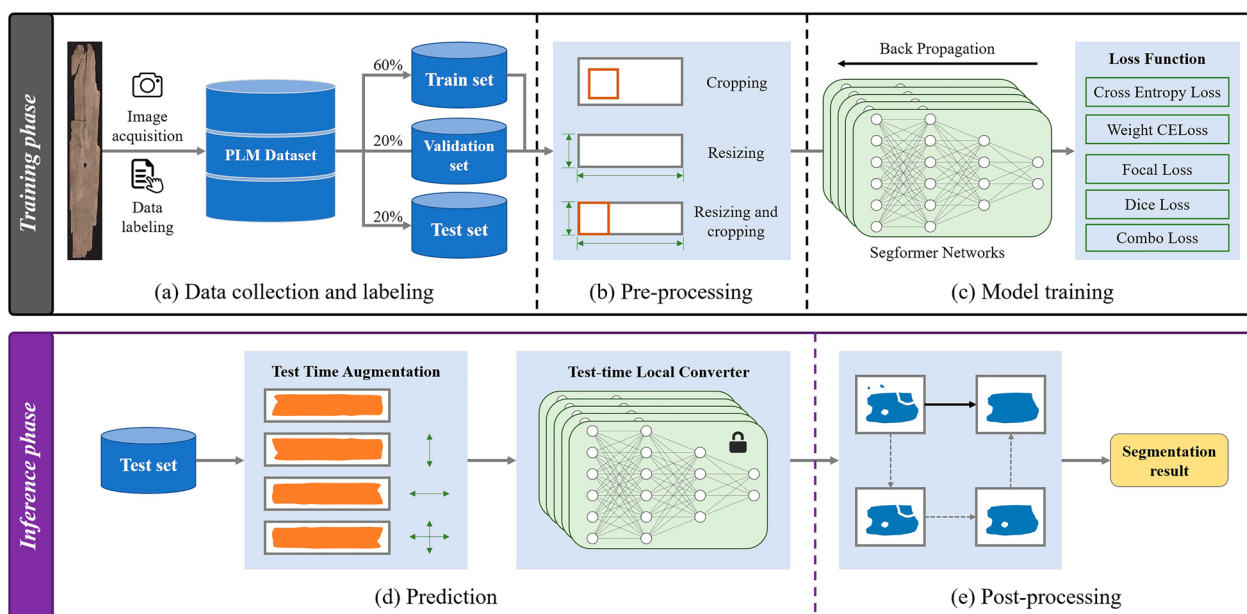 Training phase
Image
acquisition
Data
labeling
PLM Dataset
60%
20%
20%
Train set
Validation
set
Test set
(a) Data collection and labeling
Cropping
Resizing
Resizing and
cropping
(b) Pre-processing
Back Propagation
Segformer Networks
Loss Function
Cross Entropy Loss
Weight CELoss
Focal Loss
Dice Loss
Combo Loss
(c) Model training
Inference phase
Test set
Test Time Augmentation
Test-time Local Converter
(d) Prediction
Segmentation
result
(e) Post-processing